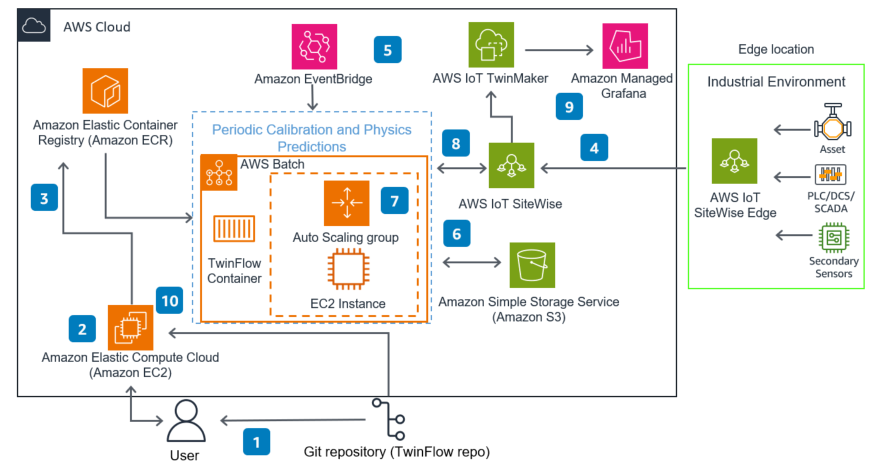 AWS Cloud
5
Amazon EventBridge
AWS IoT TwinMaker
Amazon Managed
Grafana
9
Edge location
Industrial Environment
Asset
PLC/DCS/
SCADA
Secondary
Sensors
AWS IoT
SiteWise Edge
4
Amazon Elastic Container
Registry (Amazon ECR)
3
Periodic Calibration and Physics
Predictions
AWS Batch
7
Auto Scaling group
TwinFlow
Container
EC2 Instance
8
AWS IoT SiteWise
6
Amazon Simple Storage Service
(Amazon S3)
10
2
Amazon Elastic Compute Cloud
(Amazon EC2)
1
User
Git repository (TwinFlow repo)